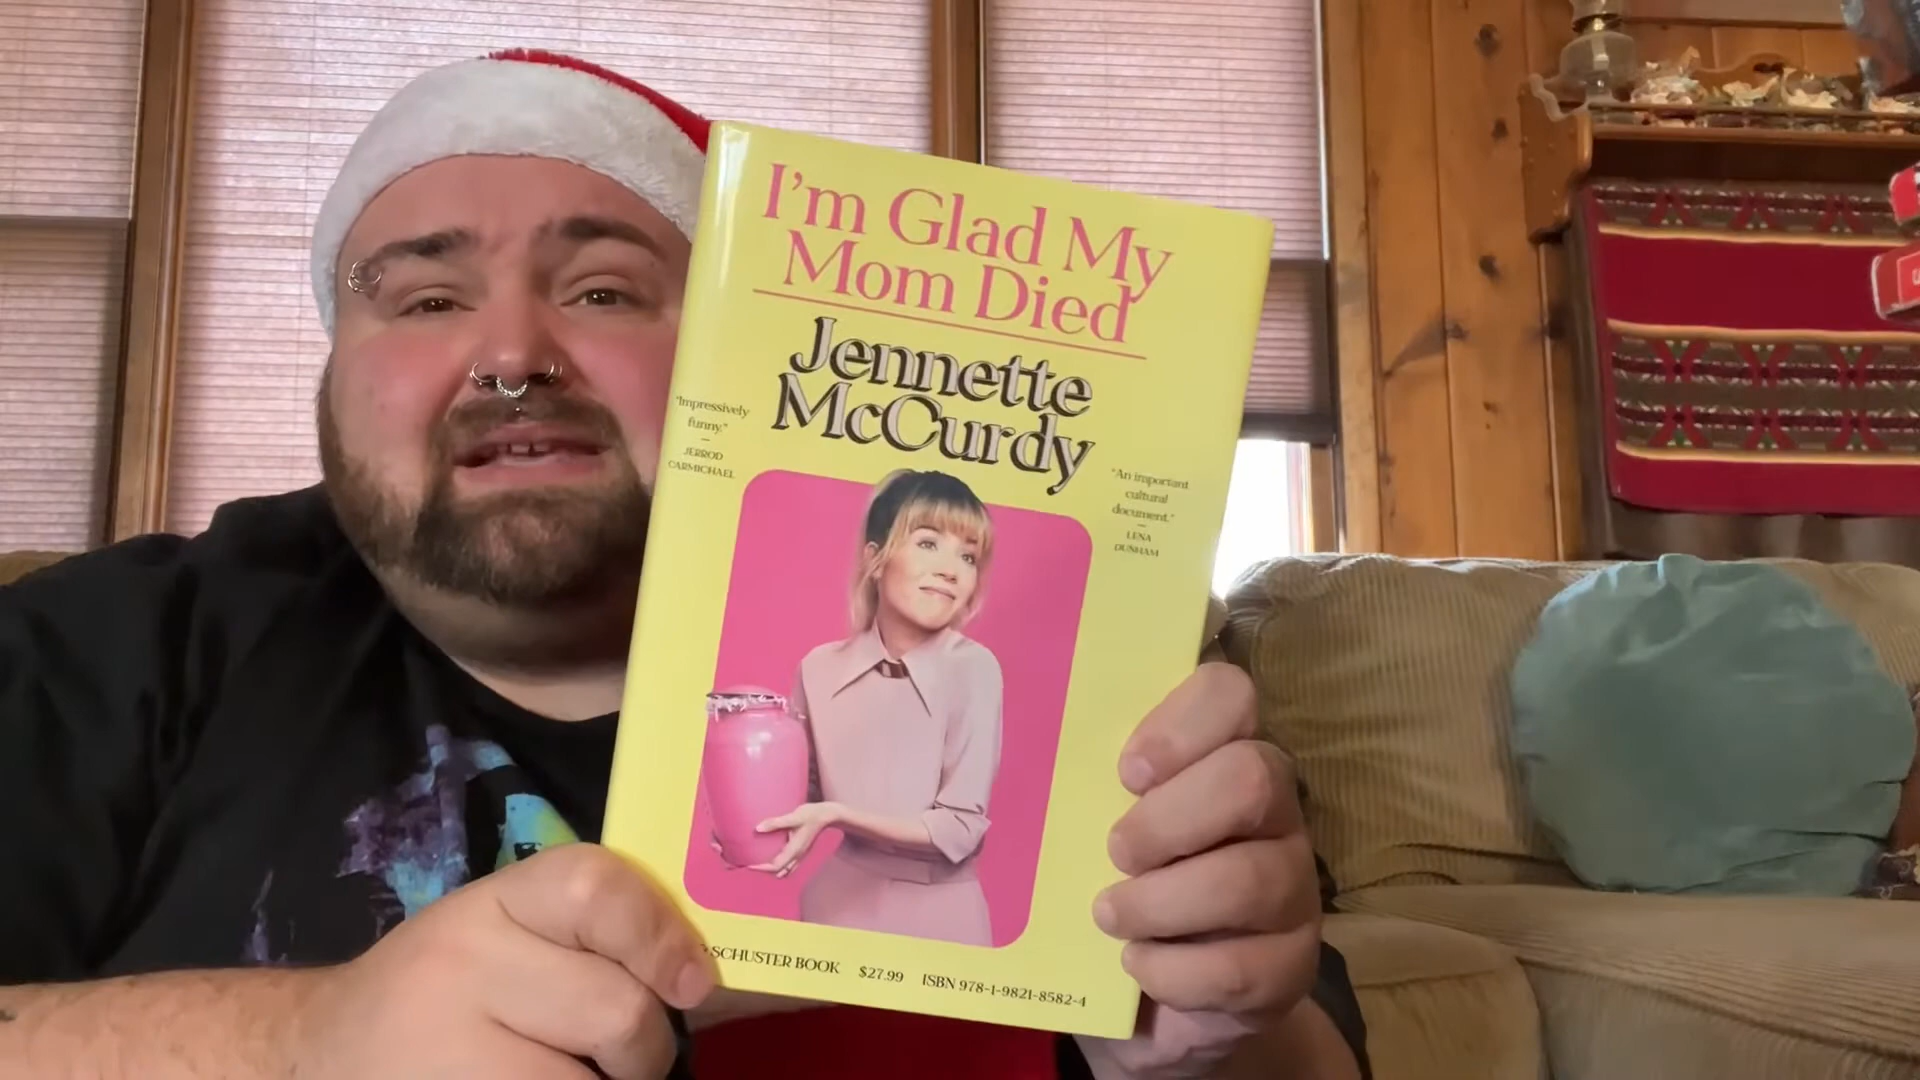 I'm Glad My
Mom Died
Jennette
McCurdy
"Impressively
funny."
—
JERROD
CARMICHAEL
"An important
cultural
document."
—
LENA
DUNHAM
SCHUSTER BOOK $27.99 ISBN 978-1-9821-8582-4